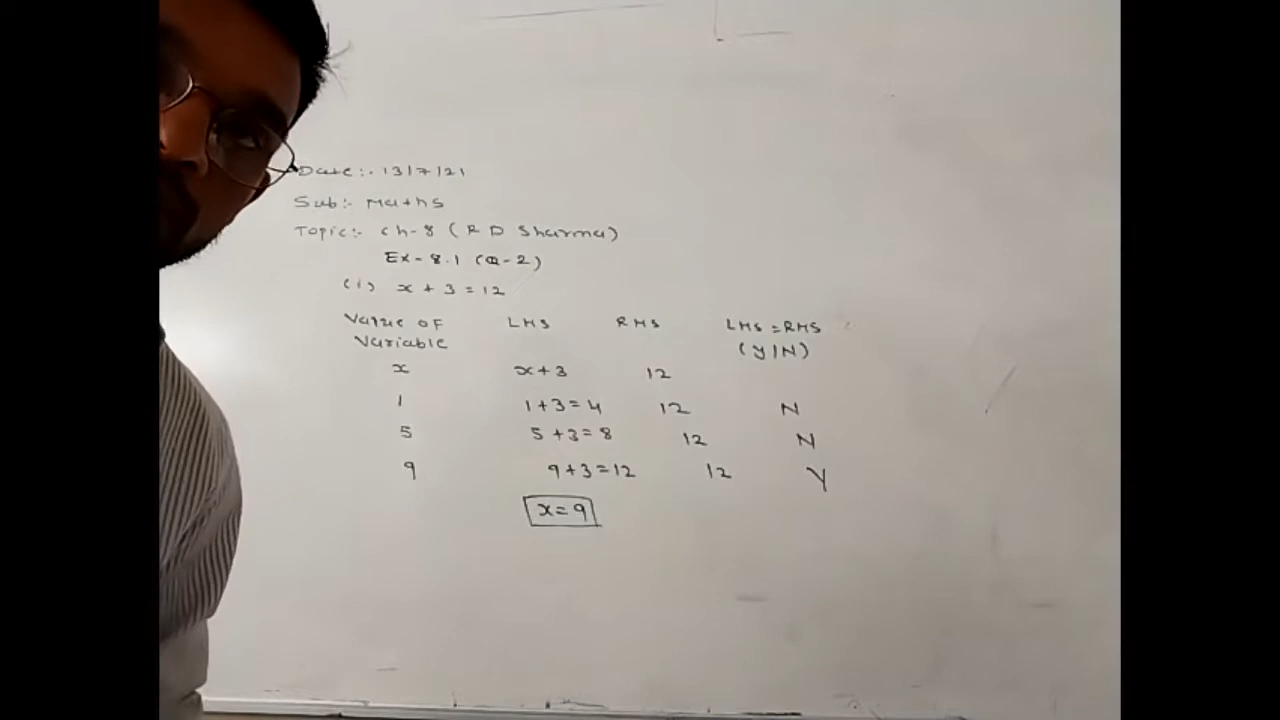 Date:- 13/7/21
Sub:- Maths
Topic:- Ch-8 (R D Sharma)
Ex-8.1 (Q-2)
(i) x + 3 = 12
Value of Variable LHS RHS LHS = RHS (Y/N)
x x+3 12
1 1+3=4 12 N
5 5+3=8 12 N
9 9+3=12 12 Y
x=9